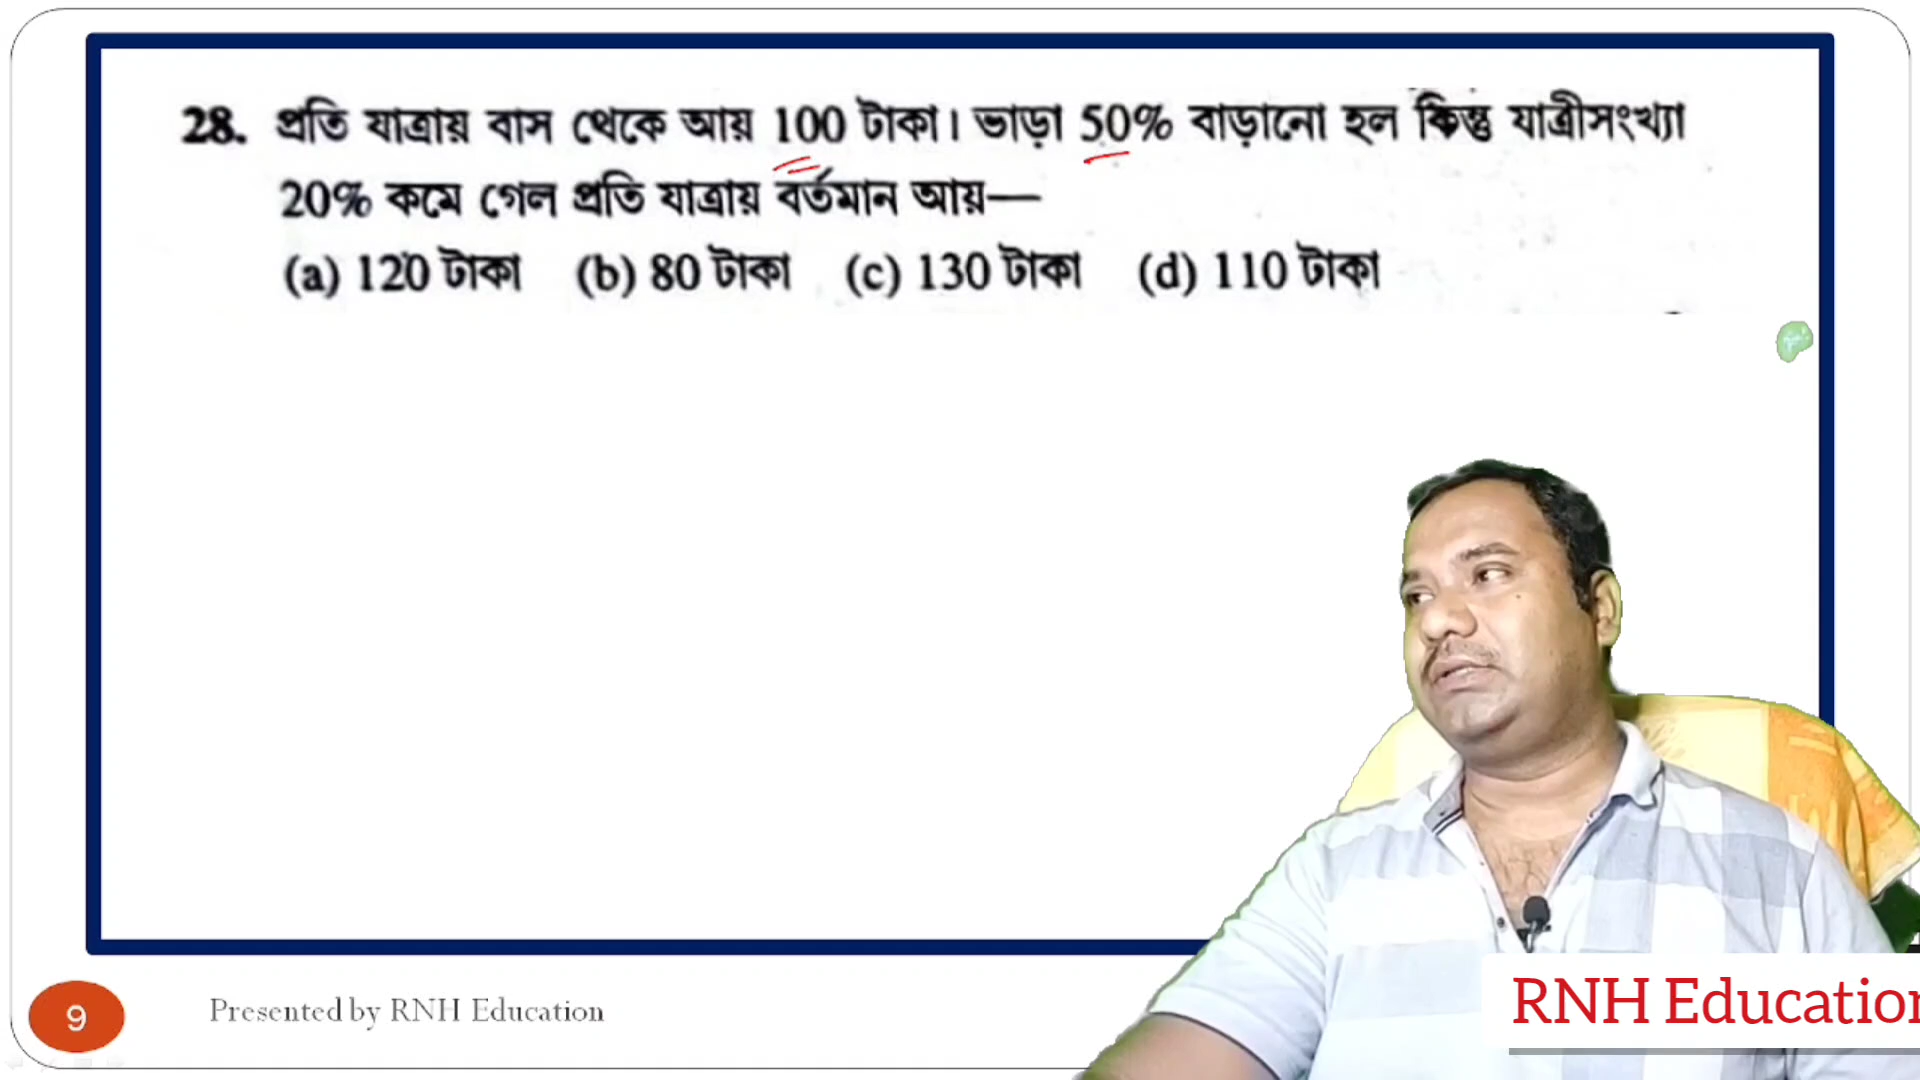 28. প্রতি যাত্রায় বাস থেকে আয় 100 টাকা। ভাড়া 50% বাড়ানো হল কিন্তু যাত্রীসংখ্যা
20% কমে গেল প্রতি যাত্রায় বর্তমান আয়—
(a) 120 টাকা (b) 80 টাকা (c) 130 টাকা (d) 110 টাকা
9
Presented by RNH Education
RNH Education